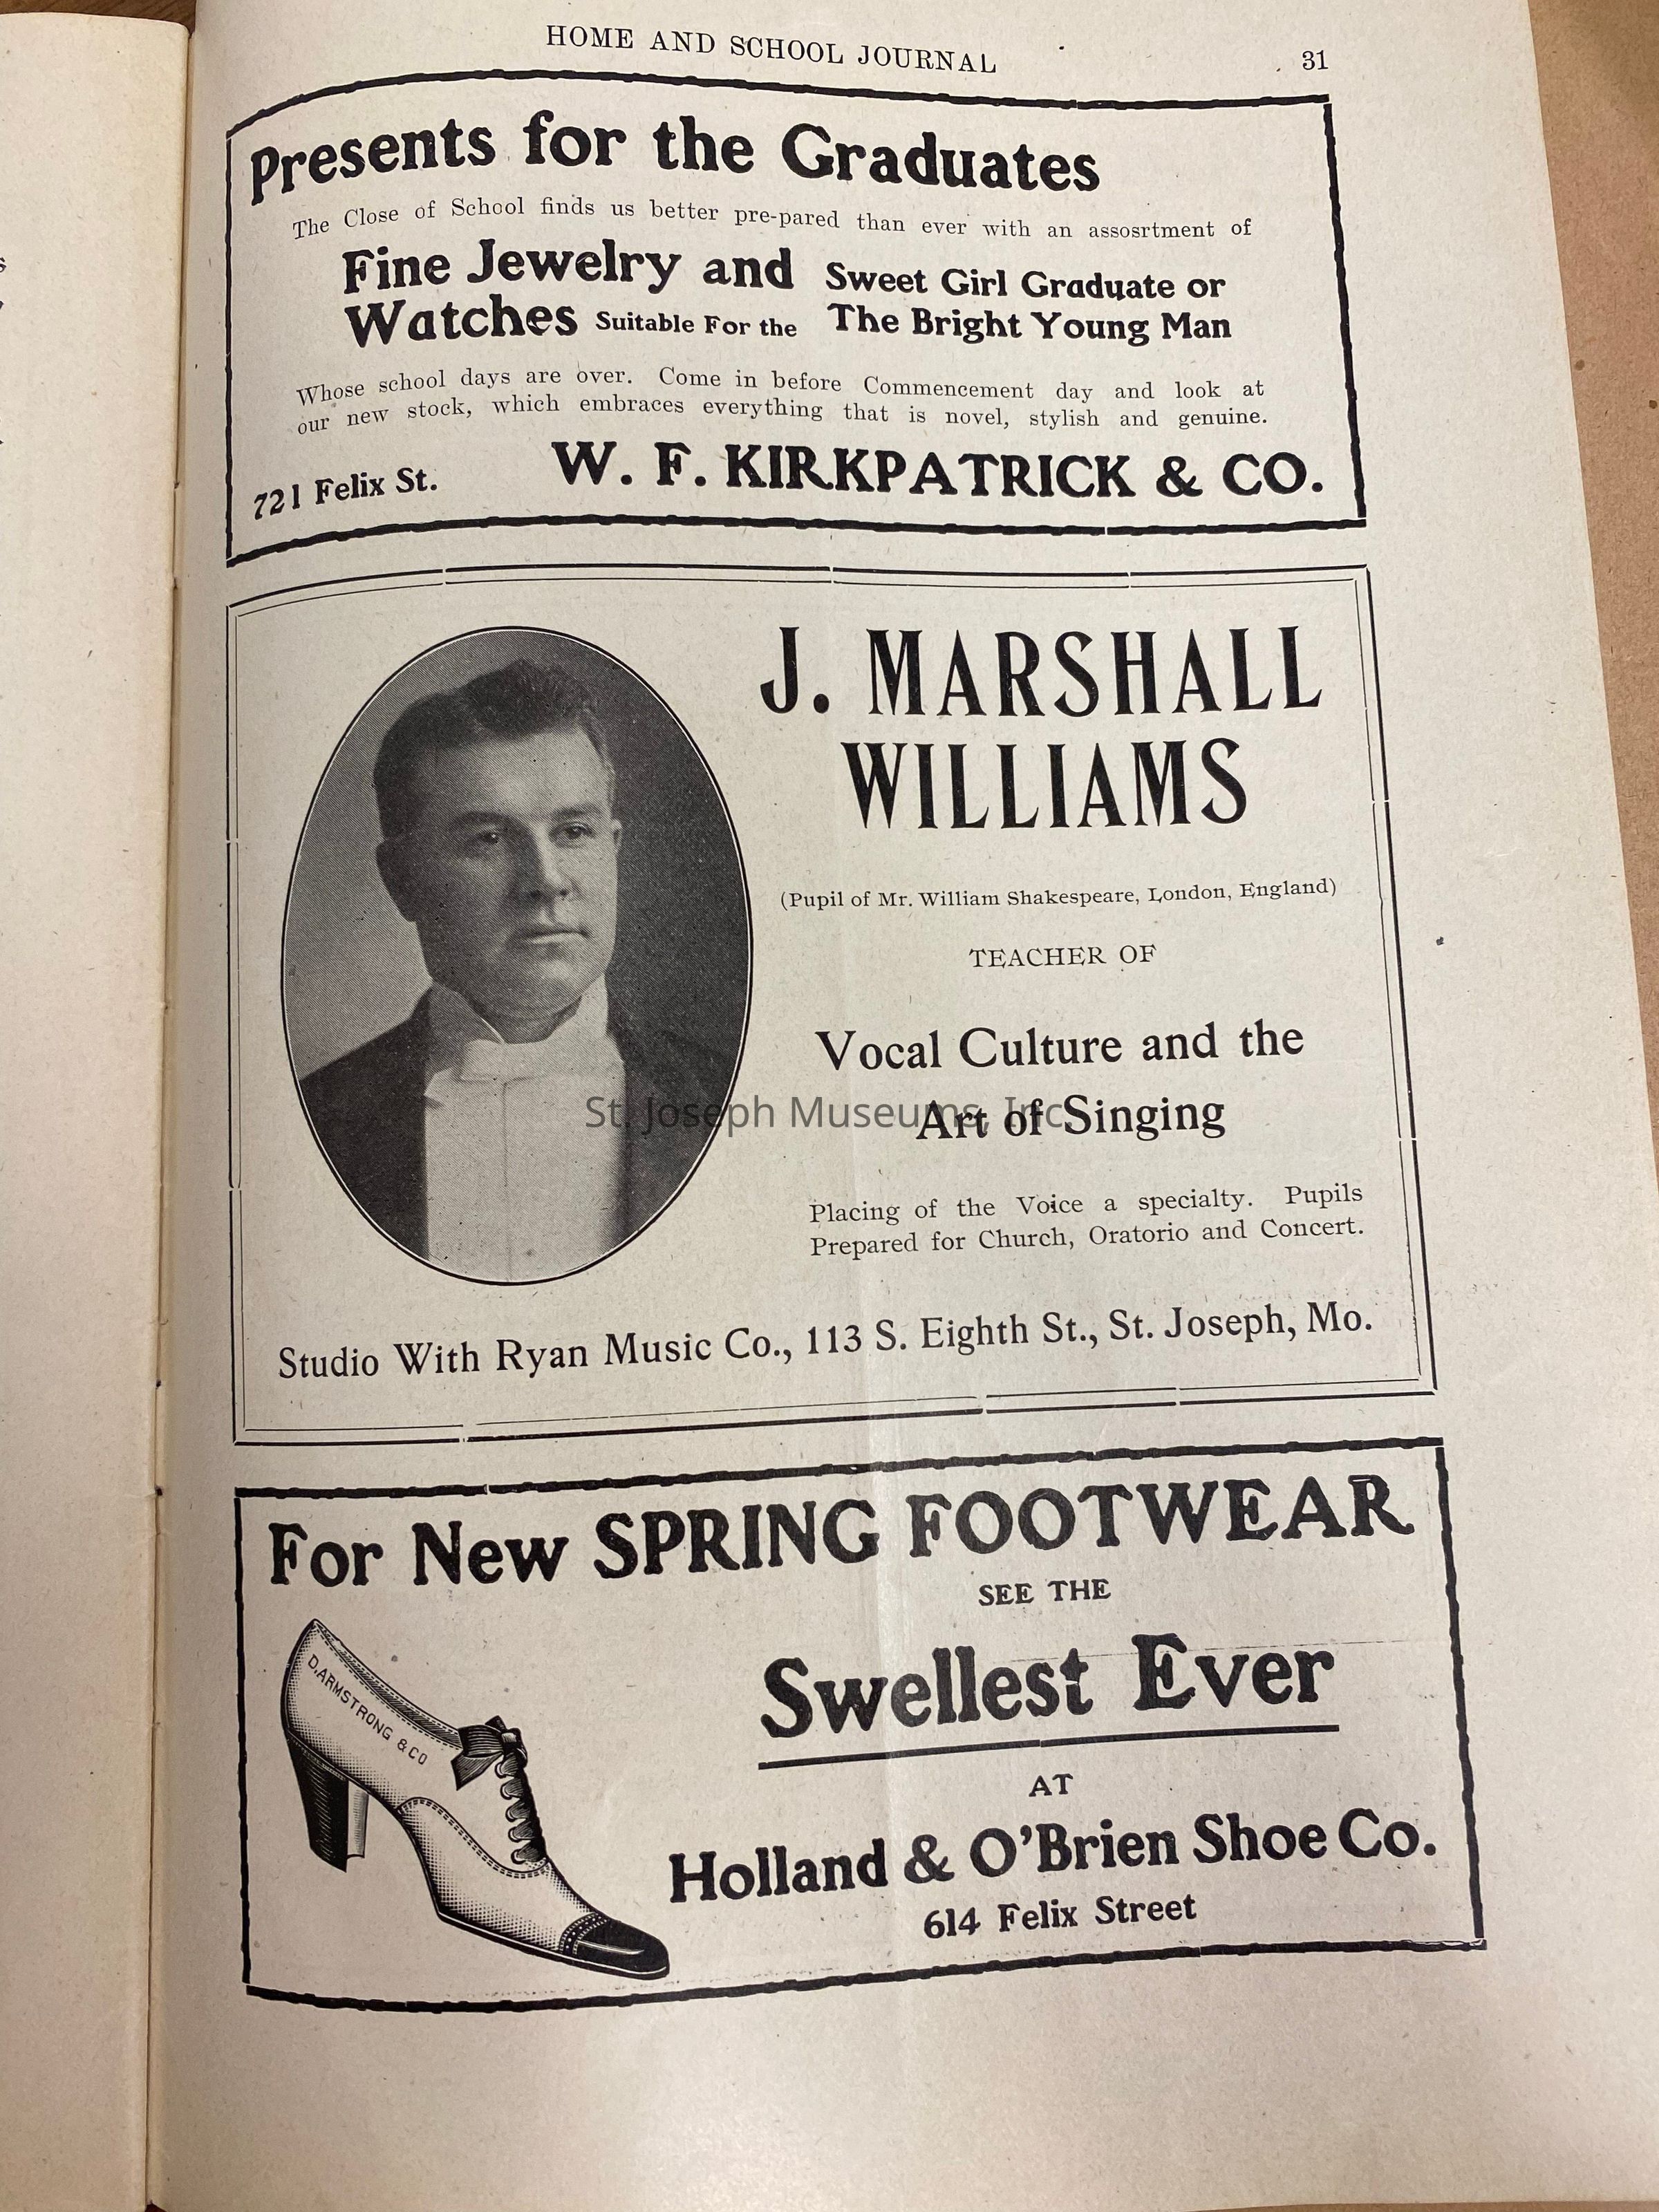 HOME AND SCHOOL JOURNAL 31
Presents for the Graduates
The Close of School finds us better pre-pared than ever with an assosrtment of
Fine Jewelry and
Watches Suitable For the
Sweet Girl Graduate or
The Bright Young Man
Whose school days are over. Come in before Commencement day and look at
our new stock, which embraces everything that is novel, stylish and genuine.
721 Felix St. W. F. KIRKPATRICK & CO.
J. MARSHALL
WILLIAMS
(Pupil of Mr. William Shakespeare, London, England)
TEACHER OF
Vocal Culture and the
Art of Singing
St. Joseph Museums, Inc.
Placing of the Voice a specialty. Pupils
Prepared for Church, Oratorio and Concert.
Studio With Ryan Music Co., 113 S. Eighth St., St. Joseph, Mo.
For New SPRING FOOTWEAR
SEE THE
Swellest Ever
AT
Holland & O'Brien Shoe Co.
614 Felix Street
D. ARMSTRONG & CO